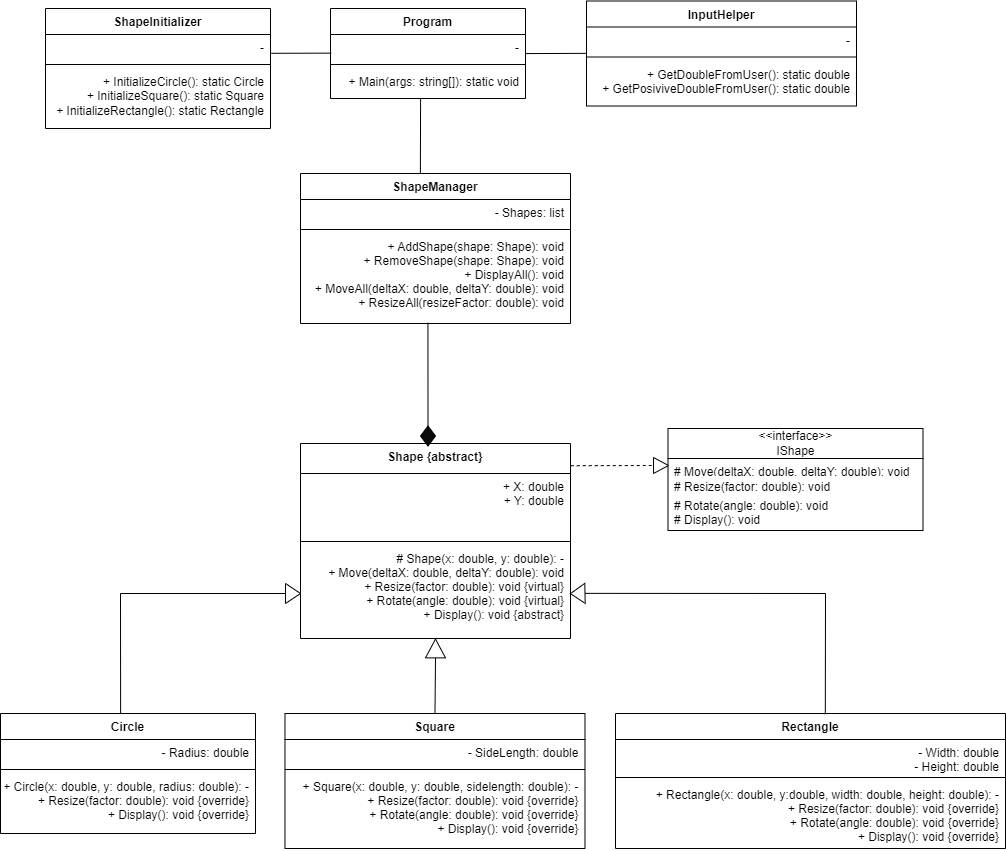 ShapeInitializer
-
+ InitializeCircle(): static Circle
+ InitializeSquare(): static Square
+ InitializeRectangle(): static Rectangle
Program
-
+ Main(args: string[]): static void
InputHelper
-
+ GetDoubleFromUser(): static double
+ GetPosiviveDoubleFromUser(): static double
ShapeManager
- Shapes: list
+ AddShape(shape: Shape): void
+ RemoveShape(shape: Shape): void
+ DisplayAll(): void
+ MoveAll(deltaX: double, deltaY: double): void
+ ResizeAll(resizeFactor: double): void
Shape {abstract}
+ X: double
+ Y: double
# Shape(x: double, y: double): -
+ Move(deltaX: double, deltaY: double): void
+ Resize(factor: double): void {virtual}
+ Rotate(angle: double): void {virtual}
+ Display(): void {abstract}
<<interface>>
IShape
# Move(deltaX: double, deltaY: double): void
# Resize(factor: double): void
# Rotate(angle: double): void
# Display(): void
Circle
- Radius: double
+ Circle(x: double, y: double, radius: double): -
+ Resize(factor: double): void {override}
+ Display(): void {override}
Square
- SideLength: double
+ Square(x: double, y: double, sidelength: double): -
+ Resize(factor: double): void {override}
+ Rotate(angle: double): void {override}
+ Display(): void {override}
Rectangle
- Width: double
- Height: double
+ Rectangle(x: double, y:double, width: double, height: double): -
+ Resize(factor: double): void {override}
+ Rotate(angle: double): void {override}
+ Display(): void {override}